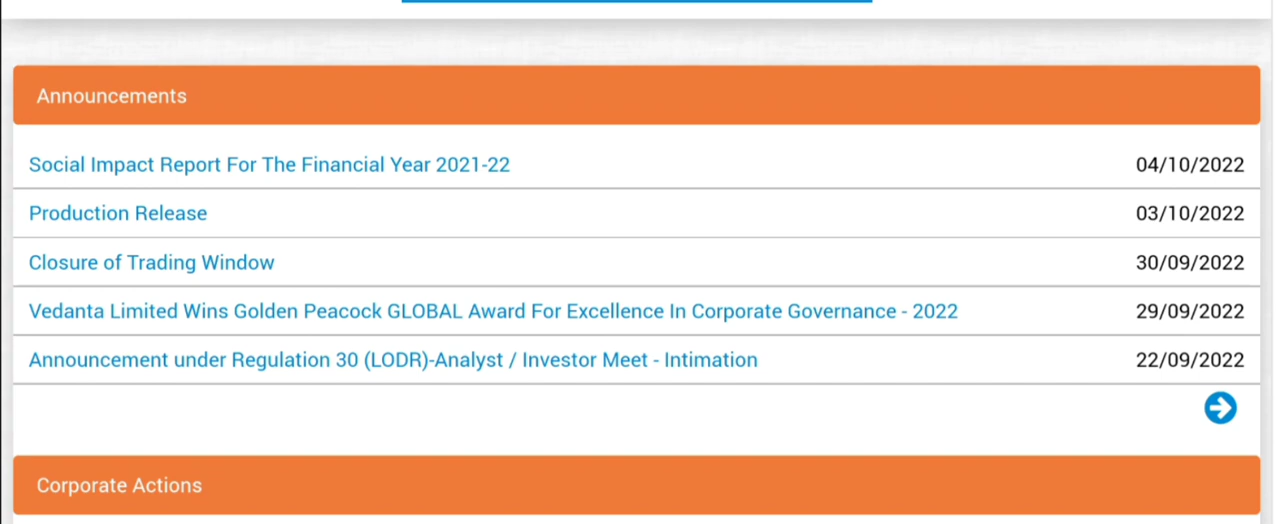 Announcements
Social Impact Report For The Financial Year 2021-22 04/10/2022
Production Release 03/10/2022
Closure of Trading Window 30/09/2022
Vedanta Limited Wins Golden Peacock GLOBAL Award For Excellence In Corporate Governance - 2022 29/09/2022
Announcement under Regulation 30 (LODR)-Analyst / Investor Meet - Intimation 22/09/2022
Corporate Actions